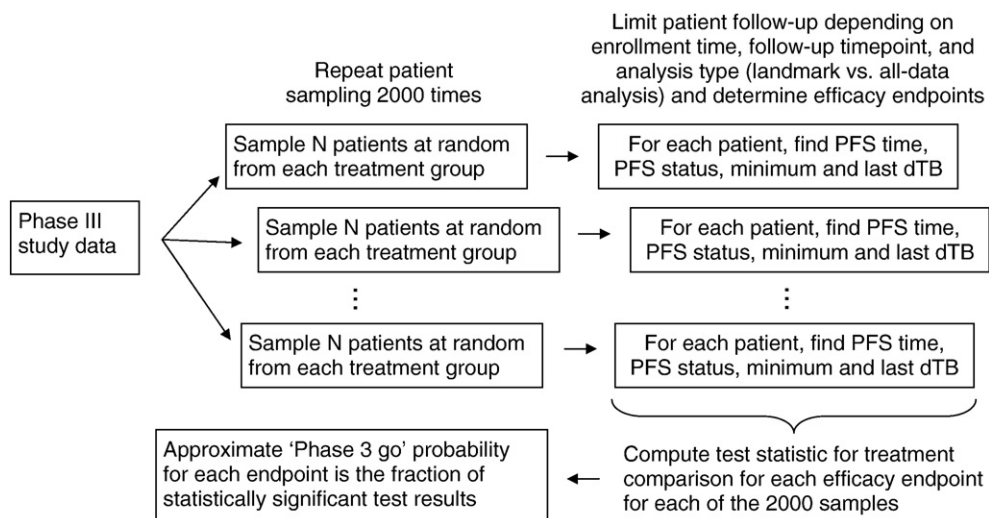 Repeat patient
sampling 2000 times
Limit patient follow-up depending on
enrollment time, follow-up timepoint, and
analysis type (landmark vs. all-data
analysis) and determine efficacy endpoints
Phase III
study data
Sample N patients at random
from each treatment group
For each patient, find PFS time,
PFS status, minimum and last dTB
Sample N patients at random
from each treatment group
For each patient, find PFS time,
PFS status, minimum and last dTB
⋮
⋮
Sample N patients at random
from each treatment group
For each patient, find PFS time,
PFS status, minimum and last dTB
Compute test statistic for treatment
comparison for each efficacy endpoint
for each of the 2000 samples
Approximate ‘Phase 3 go’ probability
for each endpoint is the fraction of
statistically significant test results